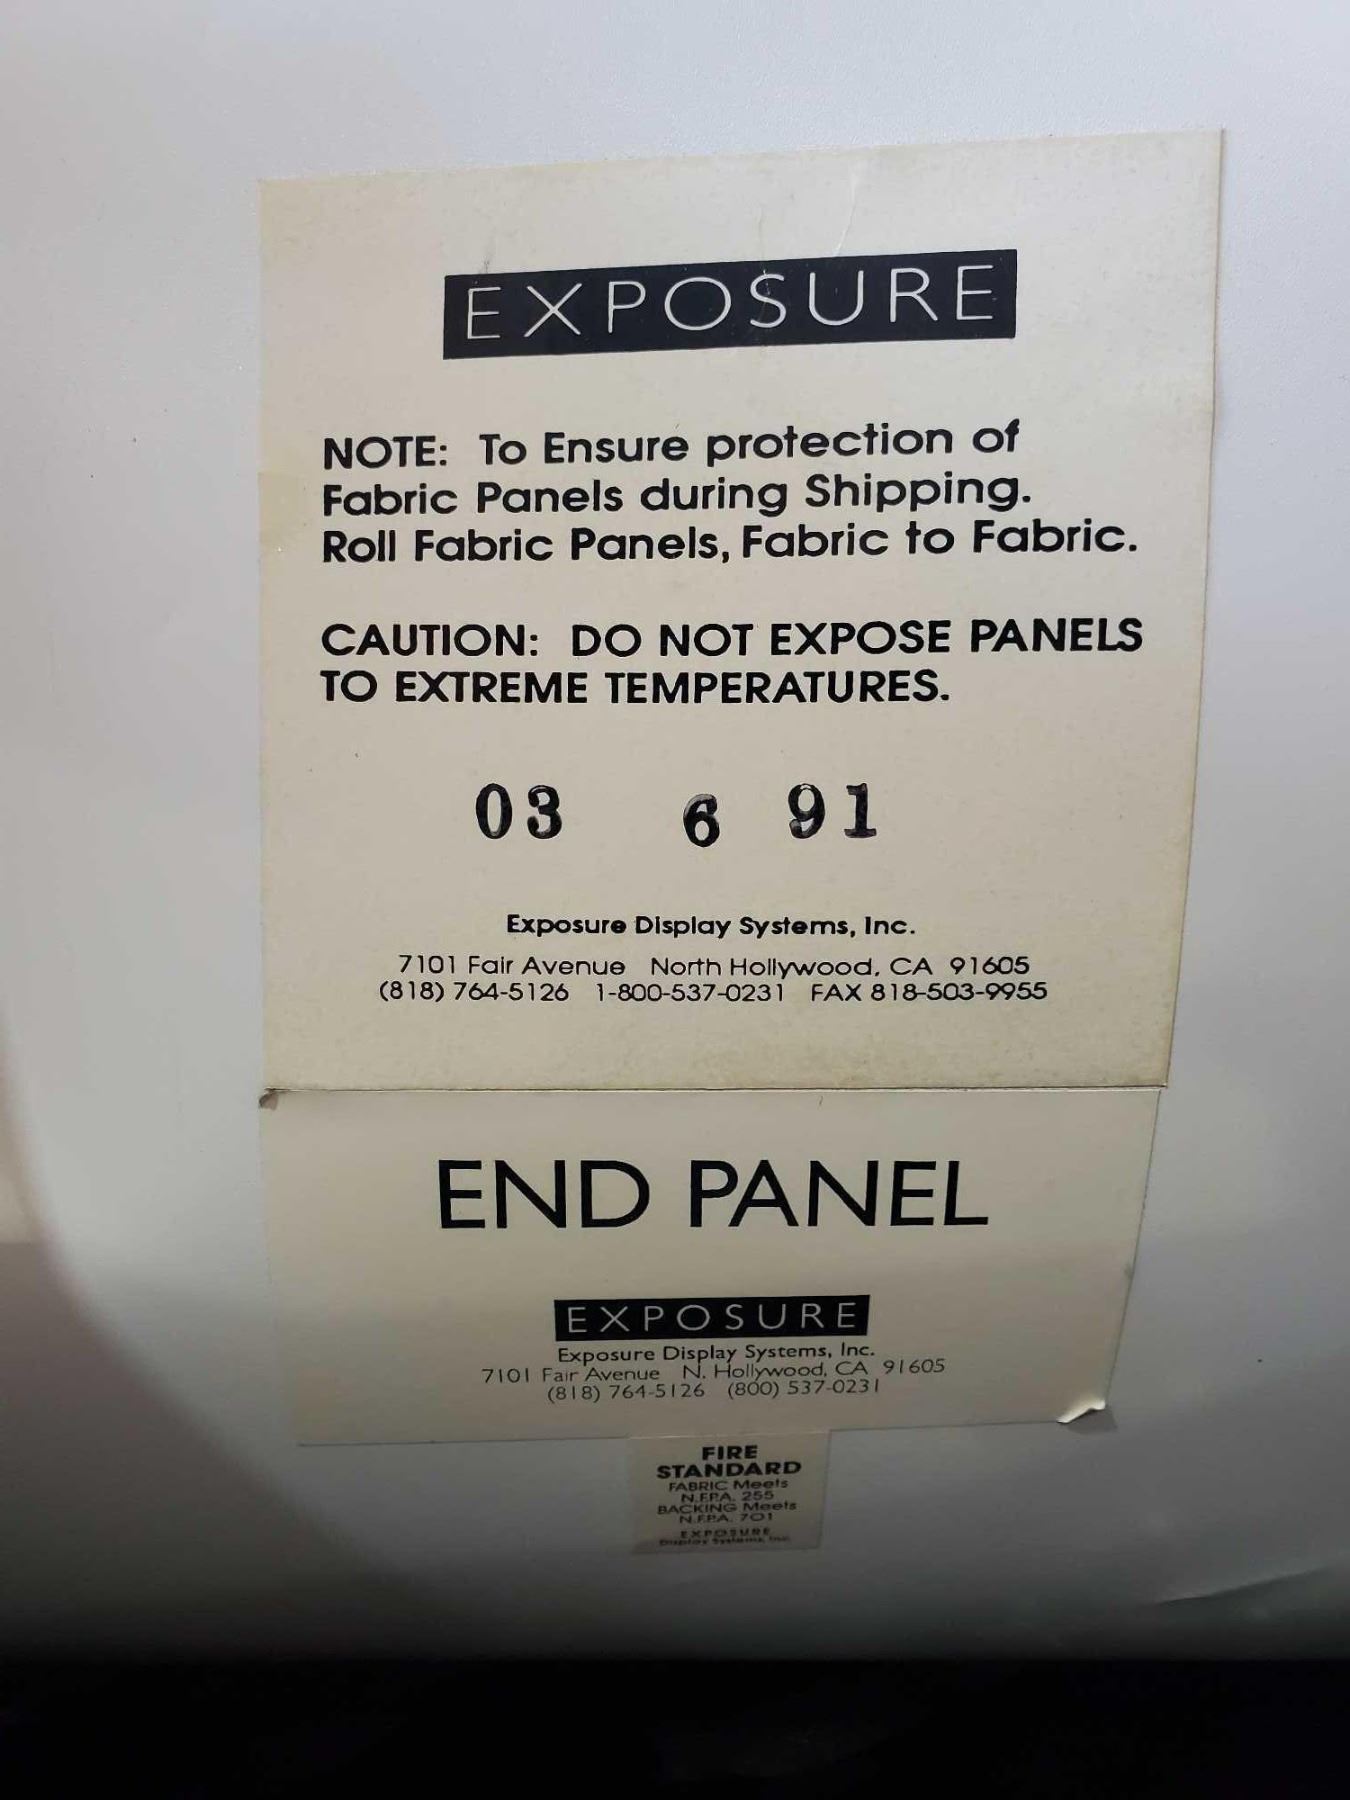 EXPOSURE
NOTE: To Ensure protection of
Fabric Panels during Shipping.
Roll Fabric Panels, Fabric to Fabric.
CAUTION: DO NOT EXPOSE PANELS
TO EXTREME TEMPERATURES.
03 6 91
Exposure Display Systems, Inc.
7101 Fair Avenue North Hollywood, CA 91605
(818) 764-5126 1-800-537-0231 FAX 818-503-9955
END PANEL
EXPOSURE
Exposure Display Systems, Inc.
7101 Fair Avenue N. Hollywood, CA 91605
(818) 764-5126 (800) 537-0231
FIRE
STANDARD
FABRIC Meets
N.F.P.A. 255
BACKING Meets
N.F.P.A. 701
EXPOSURE
Display Systems, Inc.